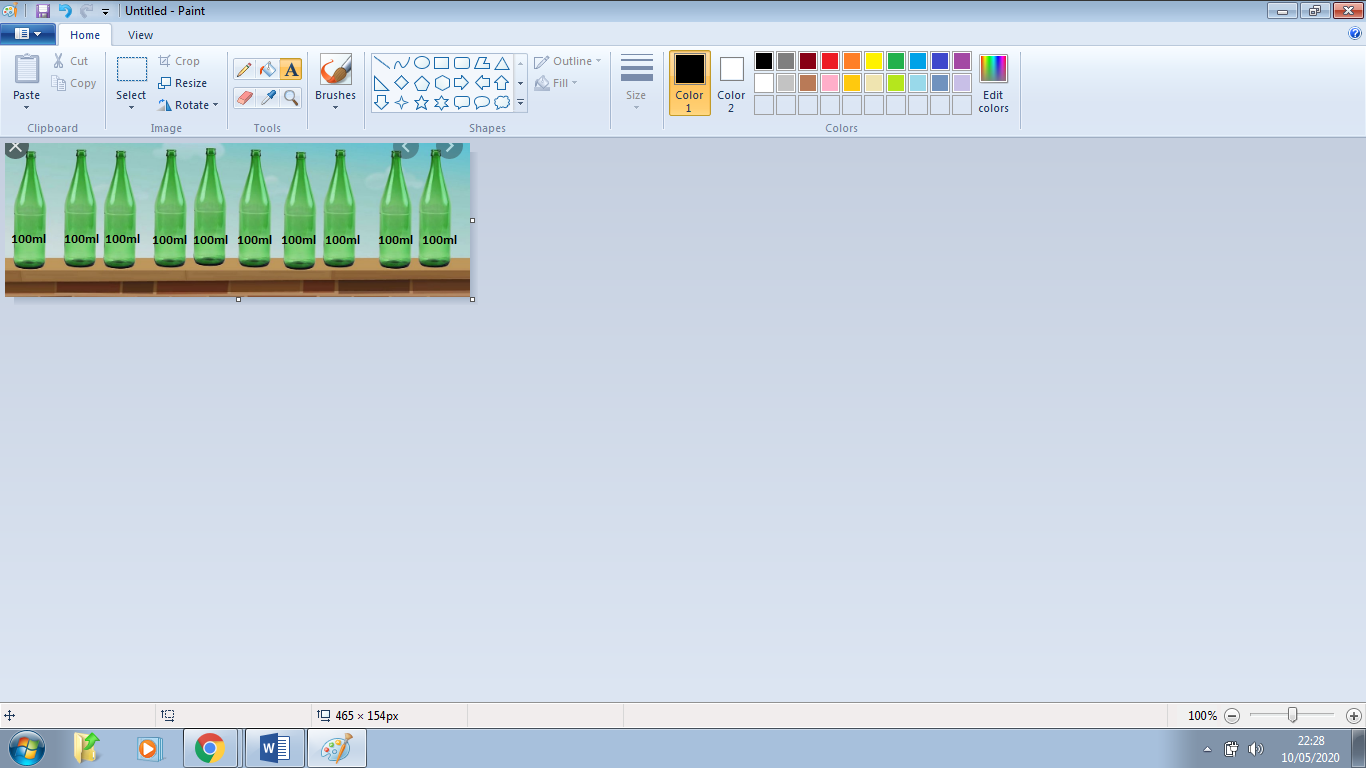 Untitled - Paint
Home View
Cut
Copy
Paste
Clipboard
Crop
Resize
Rotate
Select
Image
A
Tools
Brushes
Shapes
Outline
Fill
Size
Color 1
Color 2
Colors
Edit colors
100ml 100ml 100ml 100ml 100ml 100ml 100ml 100ml 100ml 100ml
465 × 154px
100%
W
22:28
10/05/2020